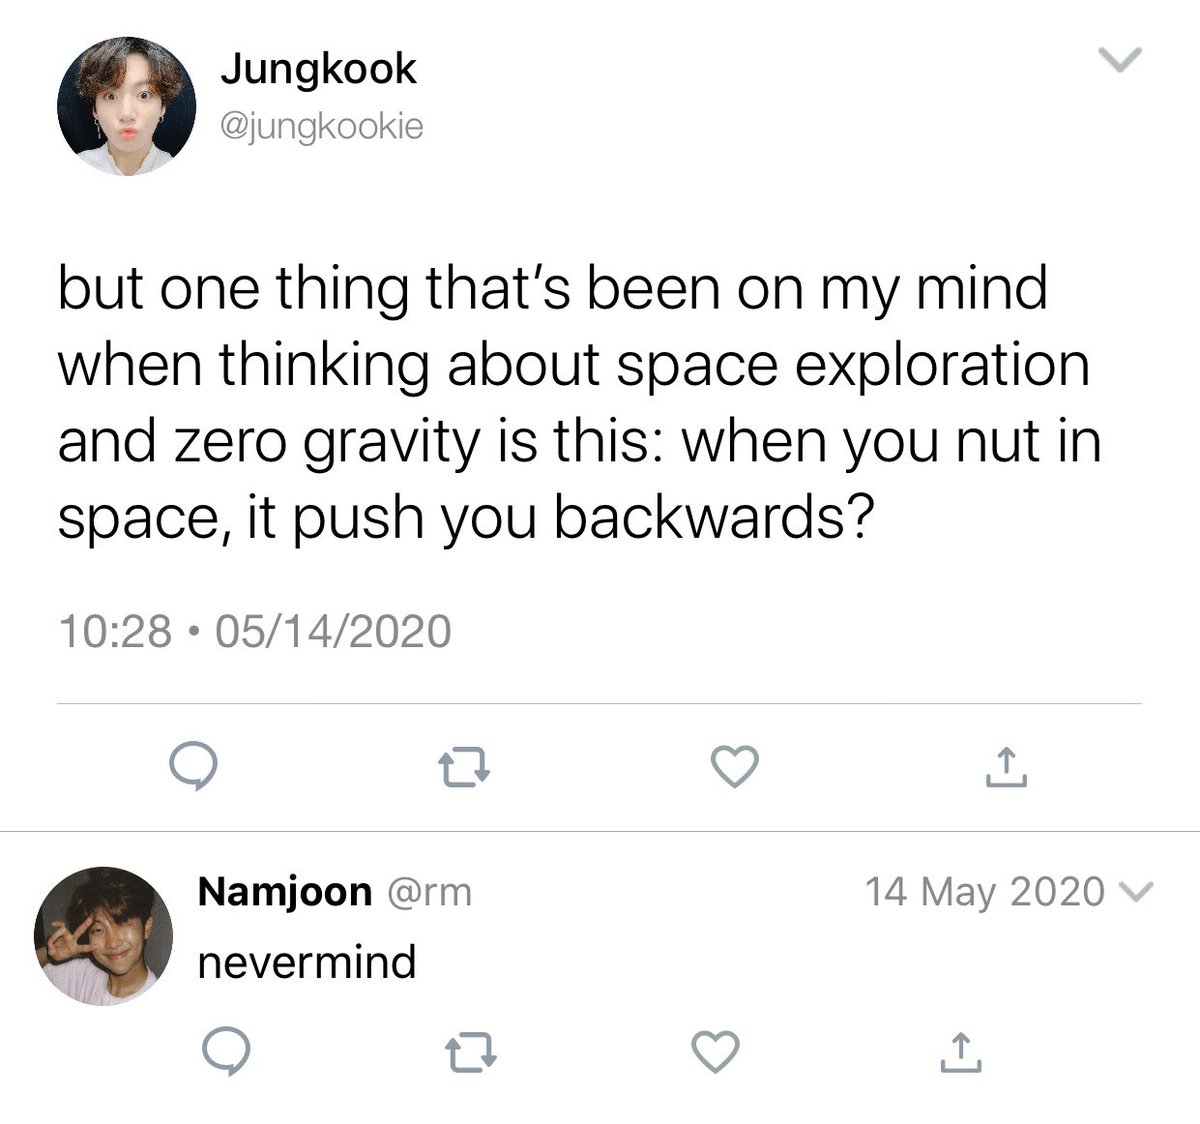 Jungkook
@jungkookie
but one thing that's been on my mind
when thinking about space exploration
and zero gravity is this: when you nut in
space, it push you backwards?
10:28 • 05/14/2020
Namjoon @rm 14 May 2020
nevermind